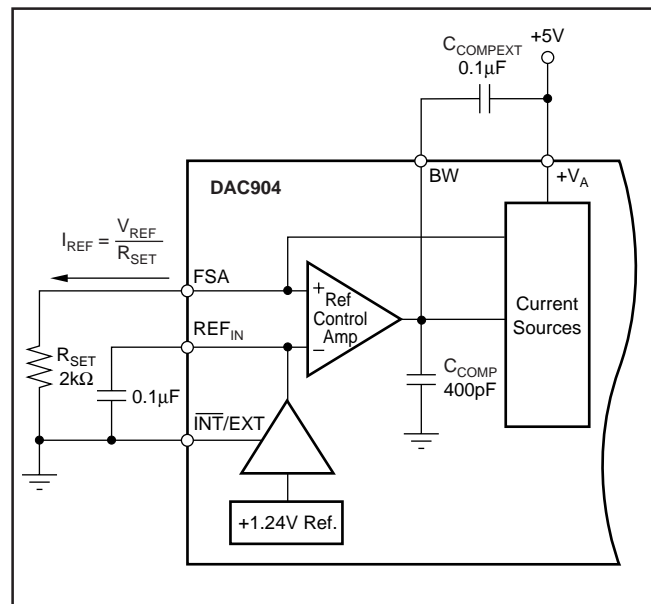 C_COMPEXT
0.1μF
+5V
DAC904
BW
+V_A
I_REF = V_REF / R_SET
FSA
+
Ref
Control
Amp
−
Current
Sources
REF_IN
R_SET
2kΩ
0.1μF
C_COMP
400pF
I̅N̅T̅/EXT
+1.24V Ref.